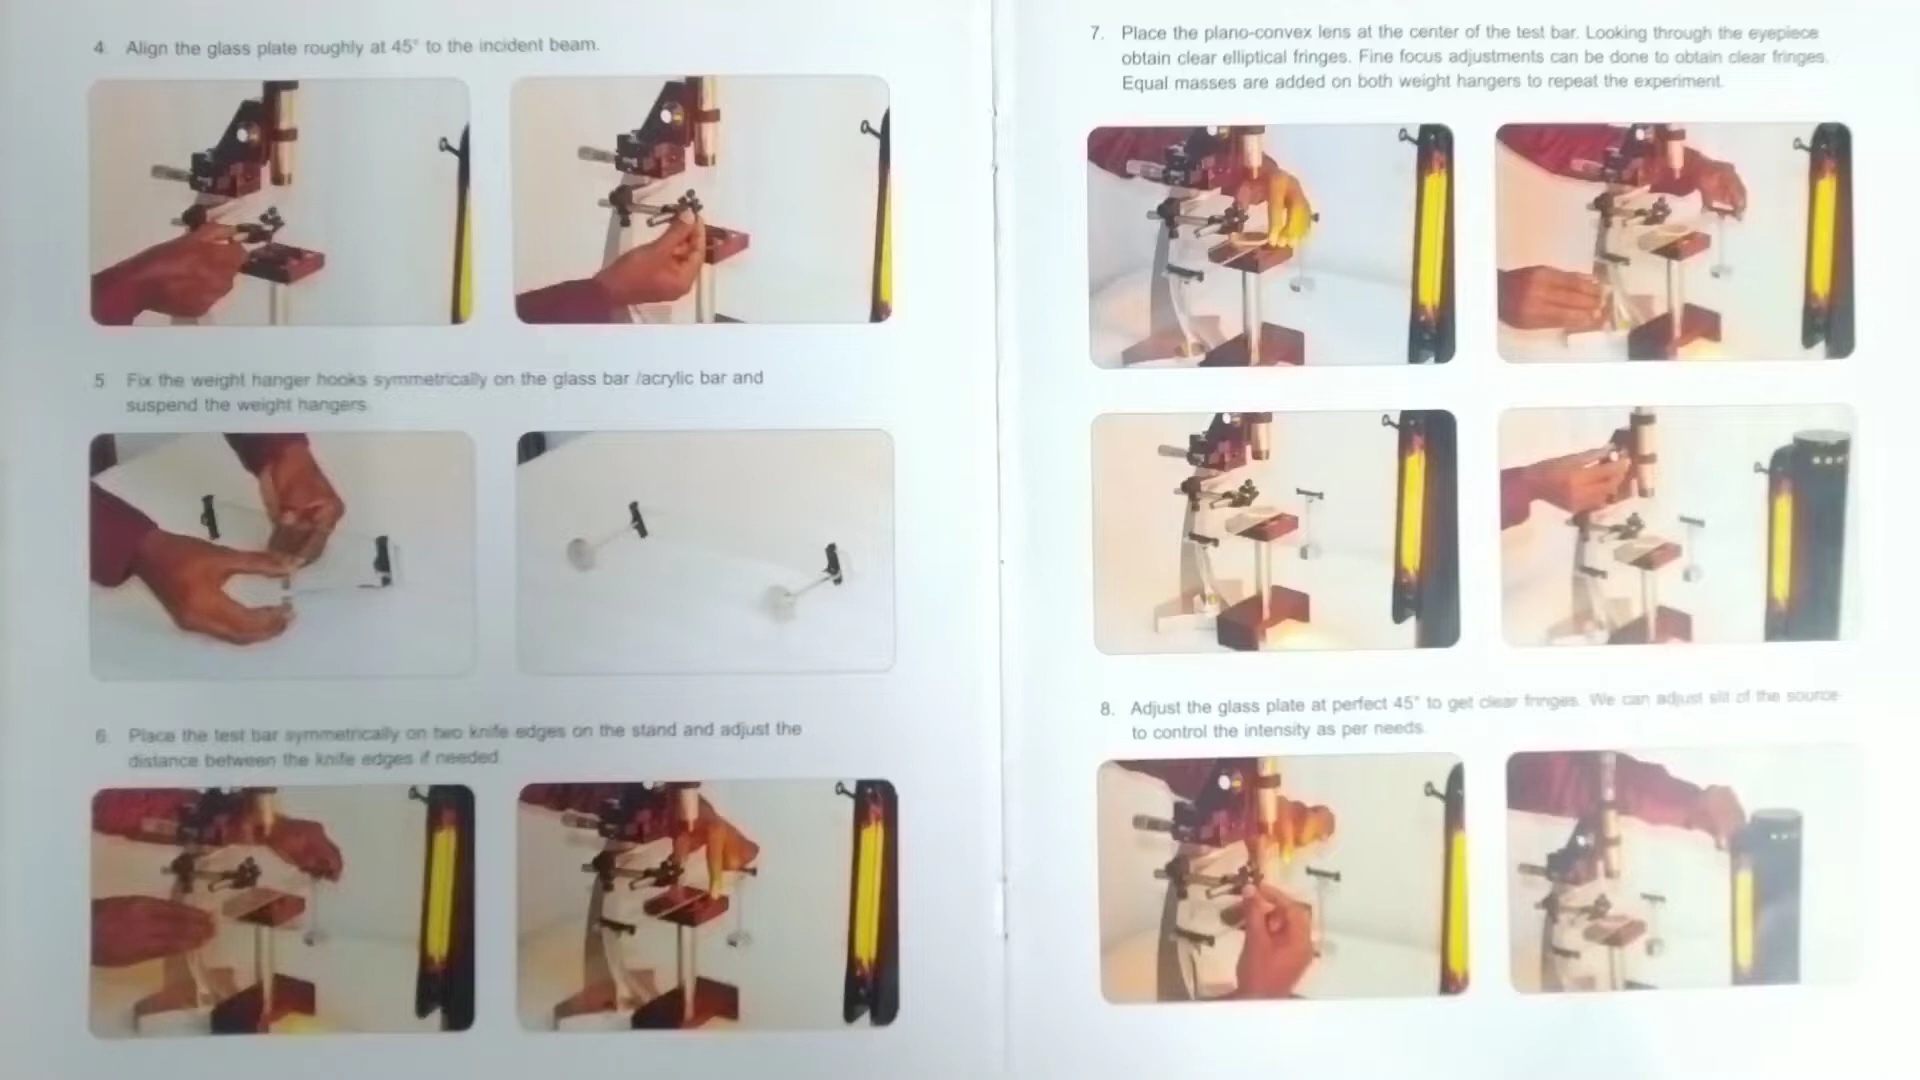 4. Align the glass plate roughly at 45° to the incident beam.
5 Fix the weight hanger hooks symmetrically on the glass bar /acrylic bar and
suspend the weight hangers.
6. Place the test bar symmetrically on two knife edges on the stand and adjust the
distance between the knife edges if needed.
7. Place the plano-convex lens at the center of the test bar. Looking through the eyepiece
obtain clear elliptical fringes. Fine focus adjustments can be done to obtain clear fringes.
Equal masses are added on both weight hangers to repeat the experiment.
8. Adjust the glass plate at perfect 45° to get clear fringes. We can adjust slit of the source
to control the intensity as per needs.